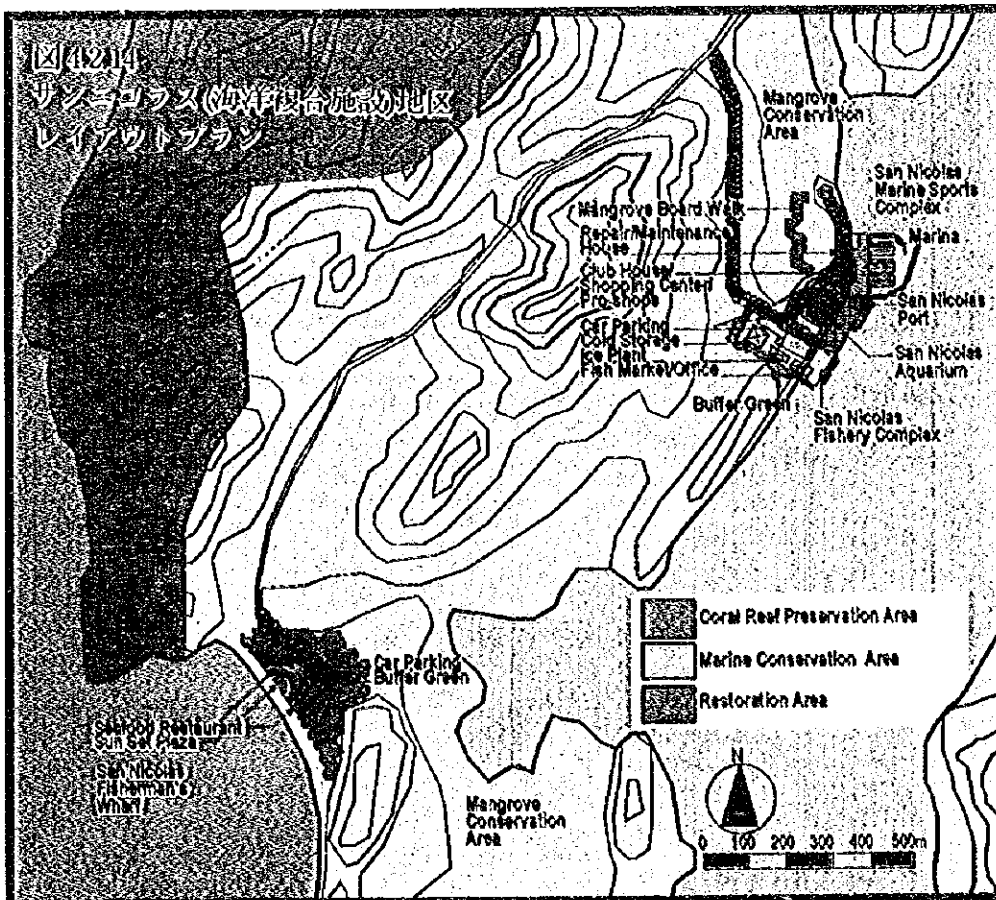 図4.2.14
サンニコラス(海洋複合施設)地区
レイアウトプラン
Mangrove
Conservation
Area
San Nicolas
Marine Sports
Complex
Mangrove Board Walk
Repair/Maintenance
House
Marina
Club House/
Shopping Center/
Pro shops
San Nicolas
Port
Car Parking
Cold Storage
Ice Plant
Fish Market/Office
San Nicolas
Aquarium
Buffer Green
San Nicolas
Fishery Complex
Coral Reef Preservation Area
Marine Conservation Area
Restoration Area
Car Parking
Buffer Green
Seafood Restaurant
Sun Set Plaza
(San Nicolas
Fisherman's
Wharf)
Mangrove
Conservation
Area
N
0 100 200 300 400 500m